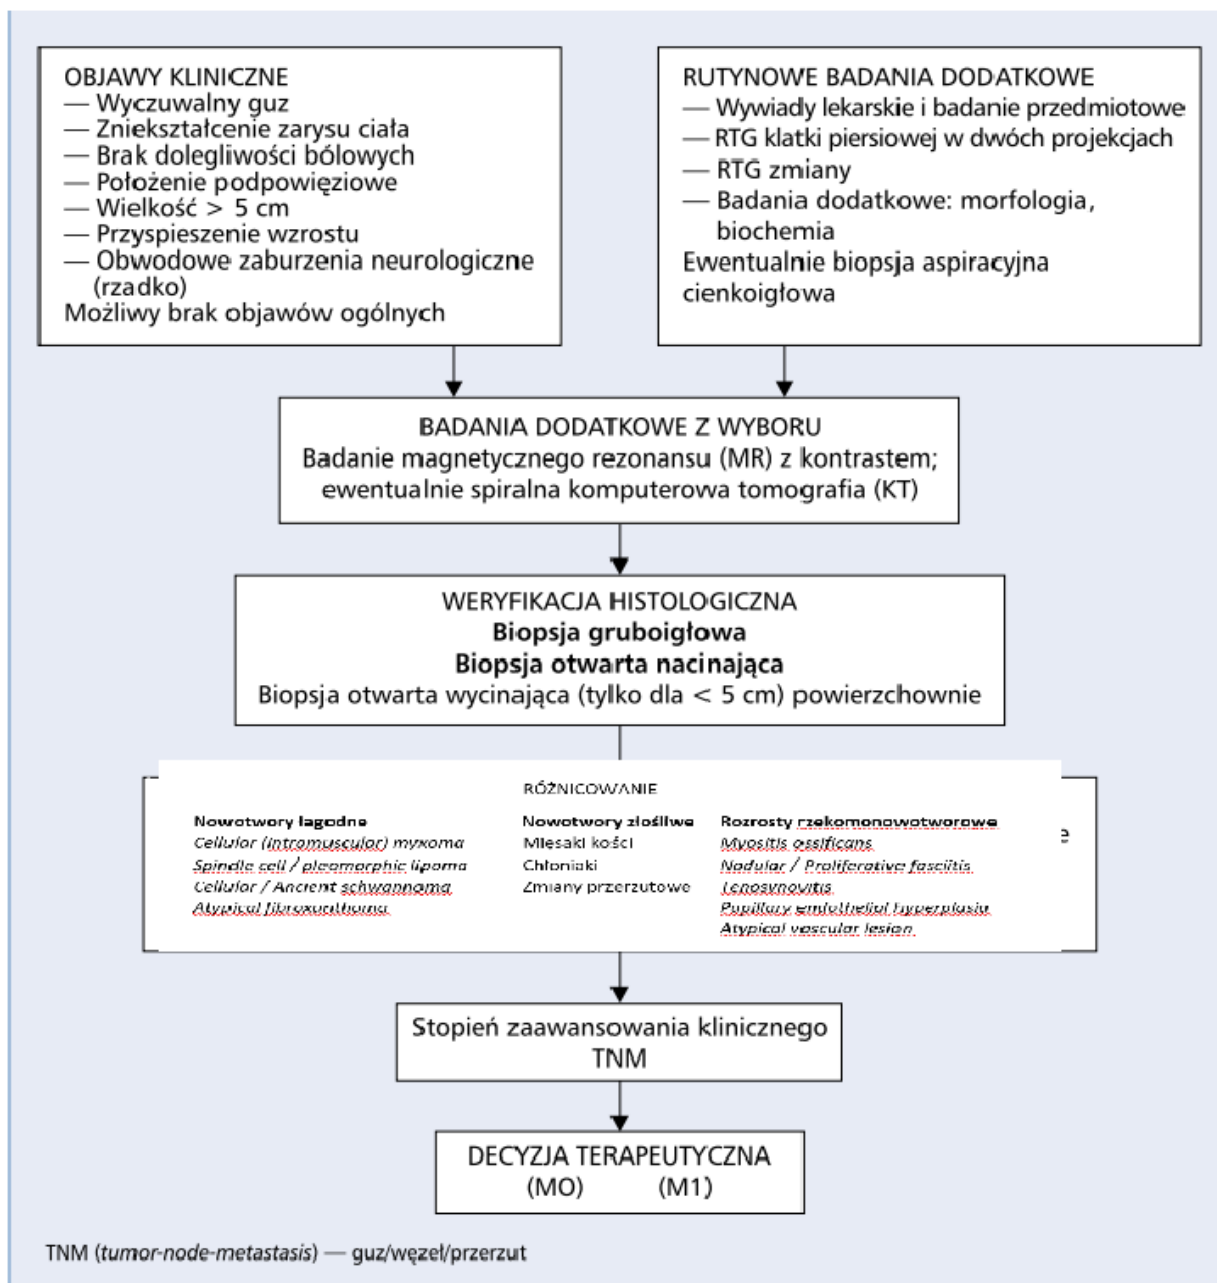 OBJAWY KLINICZNE
— Wyczuwalny guz
— Zniekształcenie zarysu ciała
— Brak dolegliwości bólowych
— Położenie podpowięziowe
— Wielkość > 5 cm
— Przyspieszenie wzrostu
— Obwodowe zaburzenia neurologiczne
(rzadko)
Możliwy brak objawów ogólnych
RUTYNOWE BADANIA DODATKOWE
— Wywiady lekarskie i badanie przedmiotowe
— RTG klatki piersiowej w dwóch projekcjach
— RTG zmiany
— Badania dodatkowe: morfologia,
biochemia
Ewentualnie biopsja aspiracyjna
cienkoigłowa
BADANIA DODATKOWE Z WYBORU
Badanie magnetycznego rezonansu (MR) z kontrastem;
ewentualnie spiralna komputerowa tomografia (KT)
WERYFIKACJA HISTOLOGICZNA
Biopsja gruboigłowa
Biopsja otwarta nacinająca
Biopsja otwarta wycinająca (tylko dla < 5 cm) powierzchownie
RÓŻNICOWANIE
Nowotwory łagodne
Cellular (intramuscular) myxoma
Spindle cell / pleomorphic lipoma
Cellular / Ancient schwannoma
Atypical fibroxanthoma
Nowotwory złośliwe
Mięsaki kości
Chłoniaki
Zmiany przerzutowe
Rozrosty rzekomonowotworowe
Myositis ossificans
Nodular / Proliferative fasciitis
Tenosynovitis
Papillary endothelial hyperplasia
Atypical vascular lesion
e
Stopień zaawansowania klinicznego
TNM
DECYZJA TERAPEUTYCZNA
(M0) (M1)
TNM (tumor-node-metastasis) — guz/węzeł/przerzut